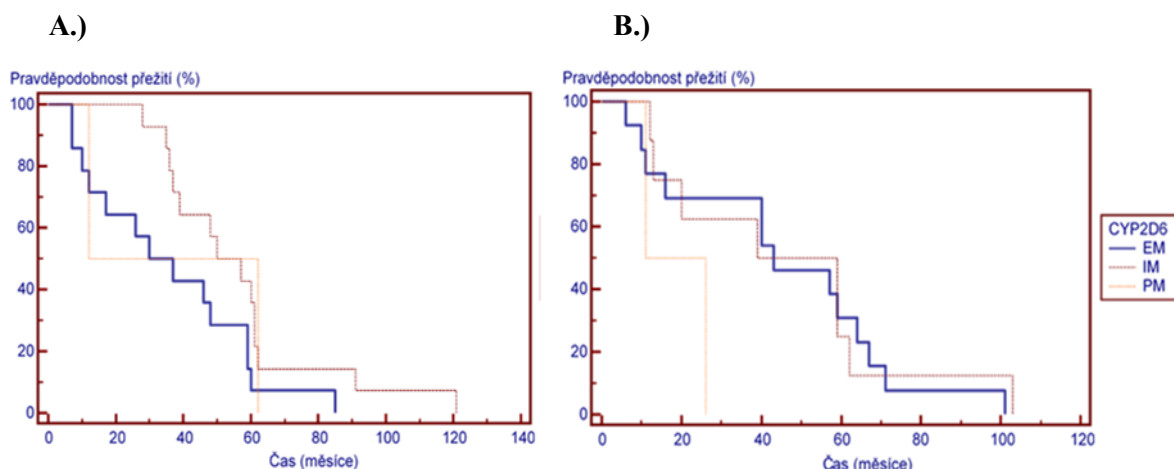 A.)
B.)
Pravděpodobnost přežití (%)
100
80
60
40
20
0
0 20 40 60 80 100 120 140
Čas (měsíce)
Pravděpodobnost přežití (%)
100
80
60
40
20
0
0 20 40 60 80 100 120
Čas (měsíce)
CYP2D6
EM
IM
PM